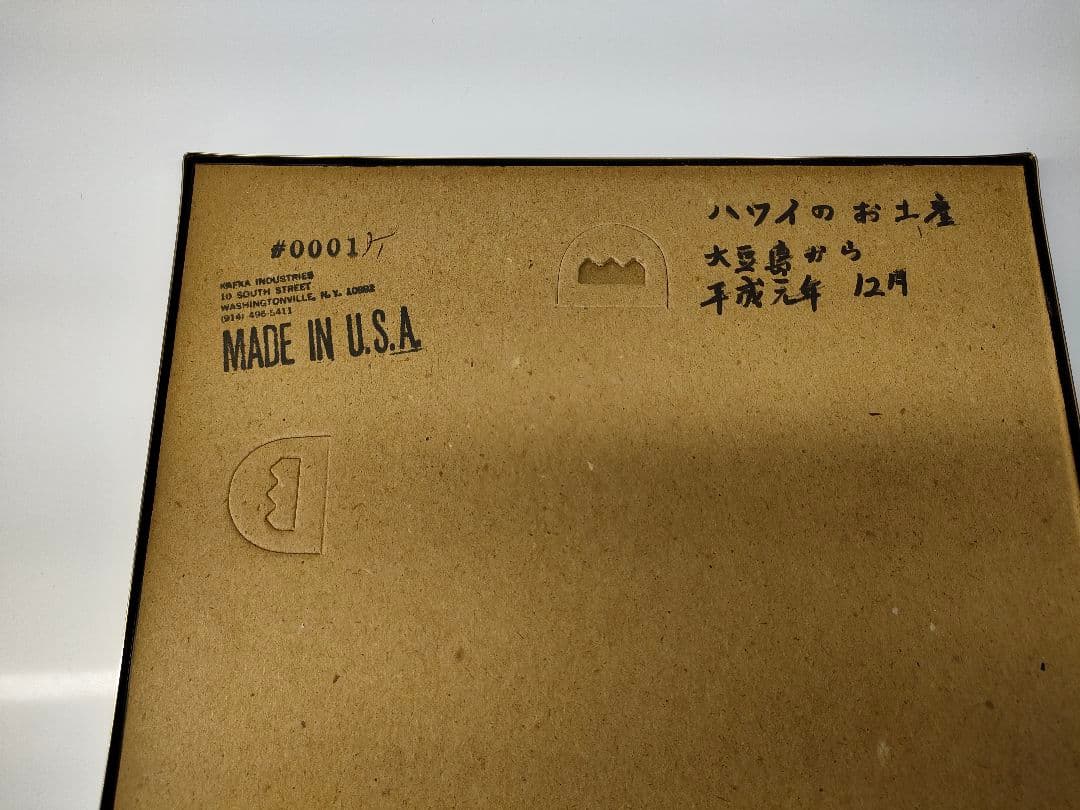 #0001
KAFKA INDUSTRIES
10 SOUTH STREET
WASHINGTONVILLE, N.Y. 10992
(914) 496-5411
MADE IN U.S.A.
ハワイのお土産
大豆島から
平成元年 12月